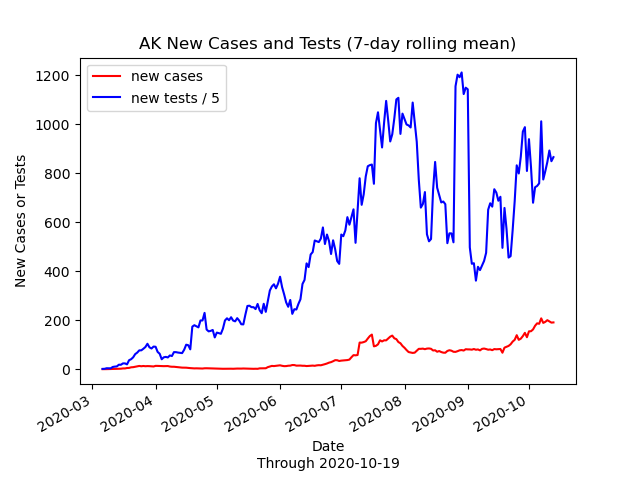 AK New Cases and Tests (7-day rolling mean)
new cases
new tests / 5
1200
1000
800
600
400
200
0
New Cases or Tests
2020-03
2020-04
2020-05
2020-06
2020-07
2020-08
2020-09
2020-10
Date
Through 2020-10-19